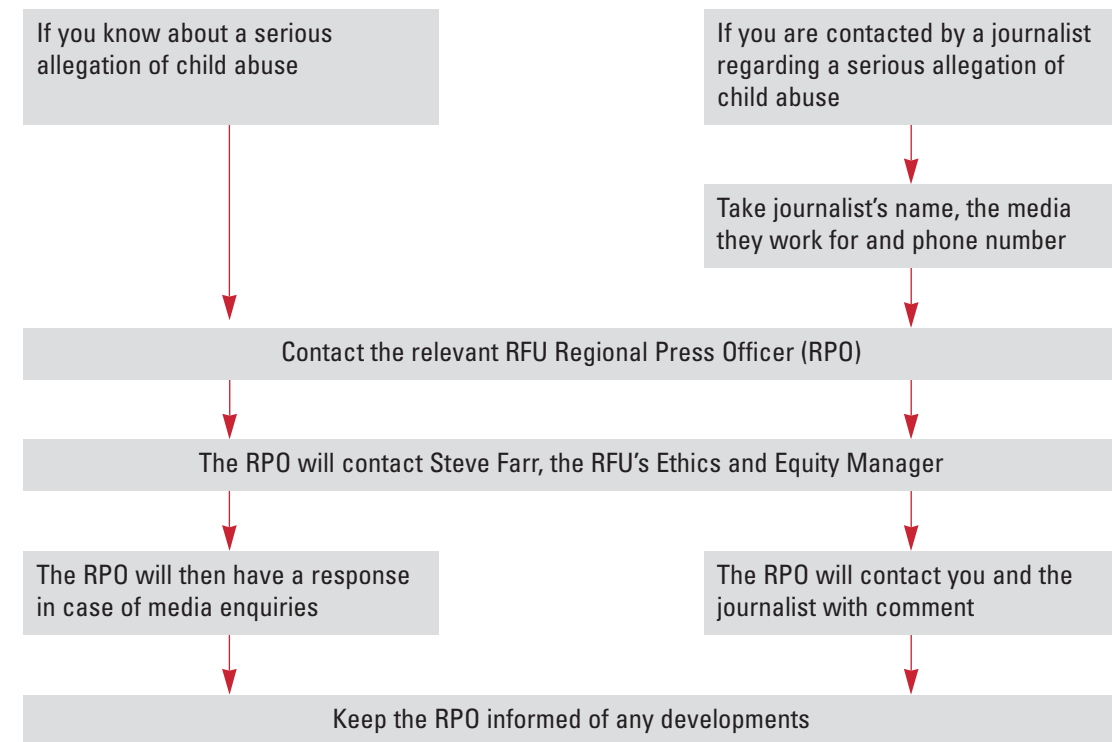 If you know about a serious
allegation of child abuse
If you are contacted by a journalist
regarding a serious allegation of
child abuse
Take journalist’s name, the media
they work for and phone number
Contact the relevant RFU Regional Press Officer (RPO)
The RPO will contact Steve Farr, the RFU’s Ethics and Equity Manager
The RPO will then have a response
in case of media enquiries
The RPO will contact you and the
journalist with comment
Keep the RPO informed of any developments